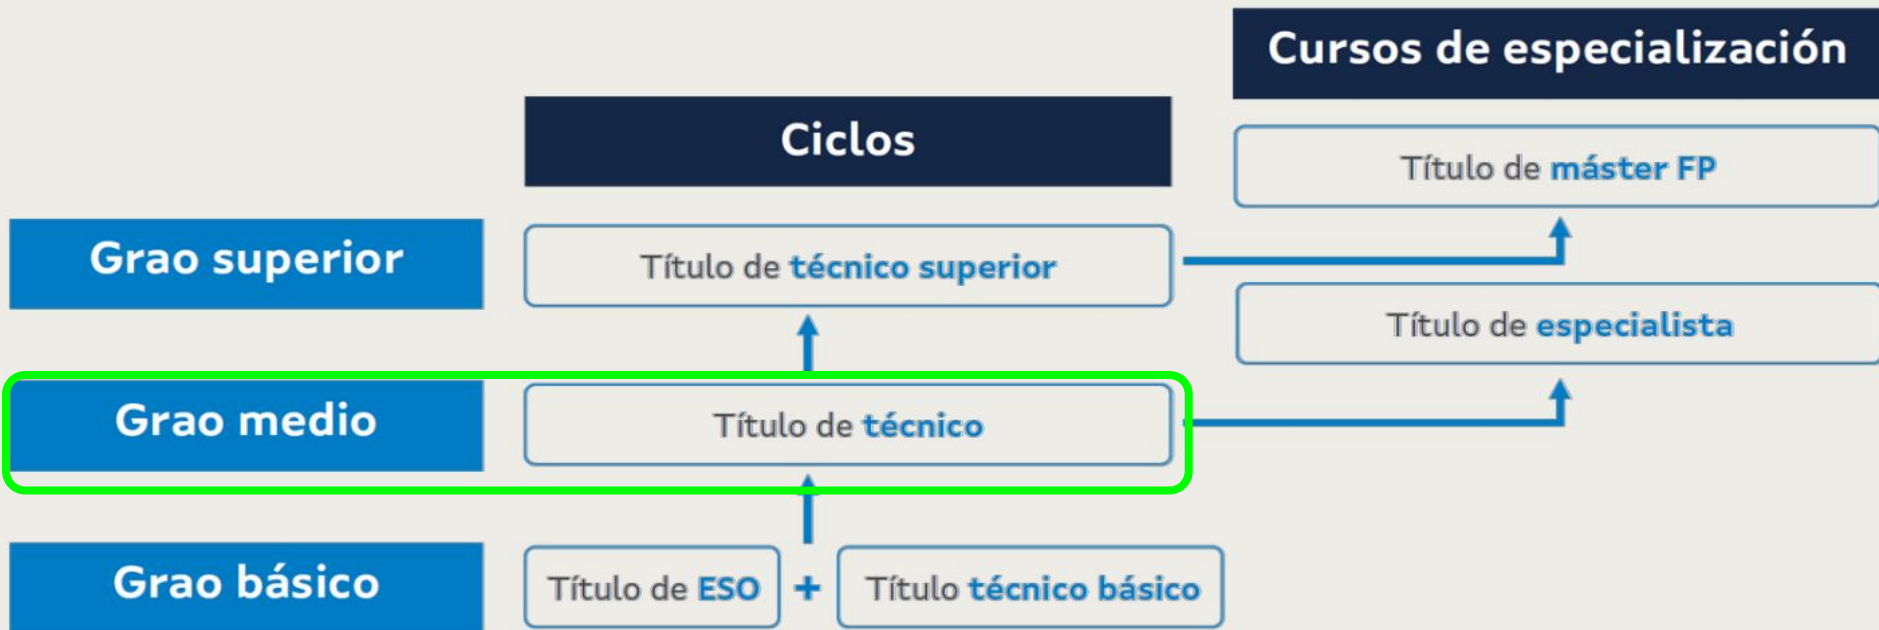 Cursos de especialización
Ciclos
Título de máster FP
Grao superior
Título de técnico superior
Título de especialista
Grao medio
Título de técnico
Grao básico
Título de ESO + Título técnico básico